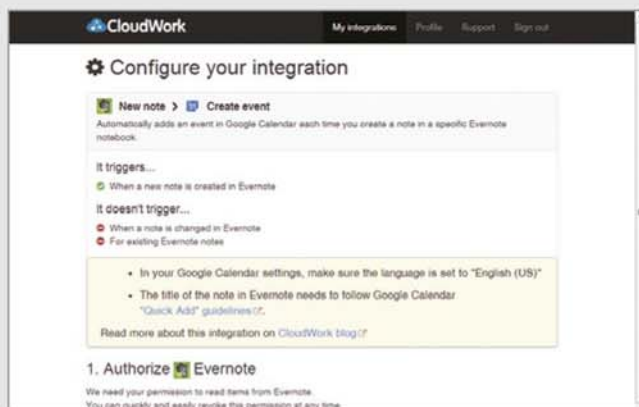 CloudWork
My integrations Profile Support Sign out
Configure your integration
New note > Create event
Automatically adds an event in Google Calendar each time you create a note in a specific Evernote
notebook.
It triggers...
When a new note is created in Evernote
It doesn't trigger...
When a note is changed in Evernote
For existing Evernote notes
• In your Google Calendar settings, make sure the language is set to "English (US)"
• The title of the note in Evernote needs to follow Google Calendar
"Quick Add" guidelines.
Read more about this integration on CloudWork blog
1. Authorize Evernote
We need your permission to read items from Evernote.
You can quickly and easily revoke this permission at any time.